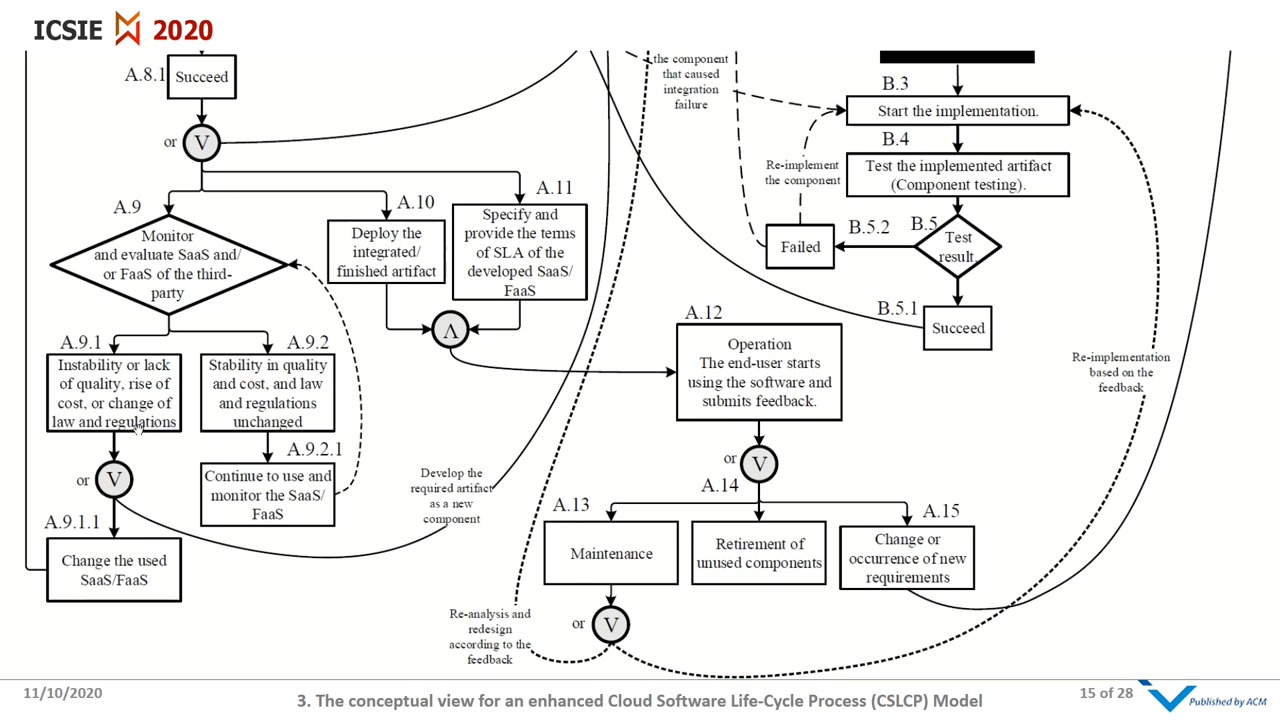 ICSIE 2020
A.8.1
Succeed
or
V
A.9
Monitor
and evaluate SaaS and/
or FaaS of the third-
party
A.10
Deploy the
integrated/
finished artifact
A.11
Specify and
provide the terms
of SLA of the
developed SaaS/
FaaS
Λ
A.9.1
Instability or lack
of quality, rise of
cost, or change of
law and regulations
A.9.2
Stability in quality
and cost, and law
and regulations
unchanged
or
V
A.9.2.1
Continue to use and
monitor the SaaS/
FaaS
A.9.1.1
Change the used
SaaS/FaaS
Develop the
required artifact
as a new
component
the component
that caused
integration
failure
B.3
Start the implementation.
B.4
Test the implemented artifact
(Component testing).
Re-implement
the component
B.5
Test
result.
B.5.2
Failed
B.5.1
Succeed
Re-implementation
based on the
feedback
A.12
Operation
The end-user starts
using the software and
submits feedback.
or
V
A.13
Maintenance
A.14
Retirement of
unused components
A.15
Change or
occurrence of new
requirements
or
V
Re-analysis and
redesign
according to the
feedback
11/10/2020
3. The conceptual view for an enhanced Cloud Software Life-Cycle Process (CSLCP) Model
15 of 28
Published by ACM